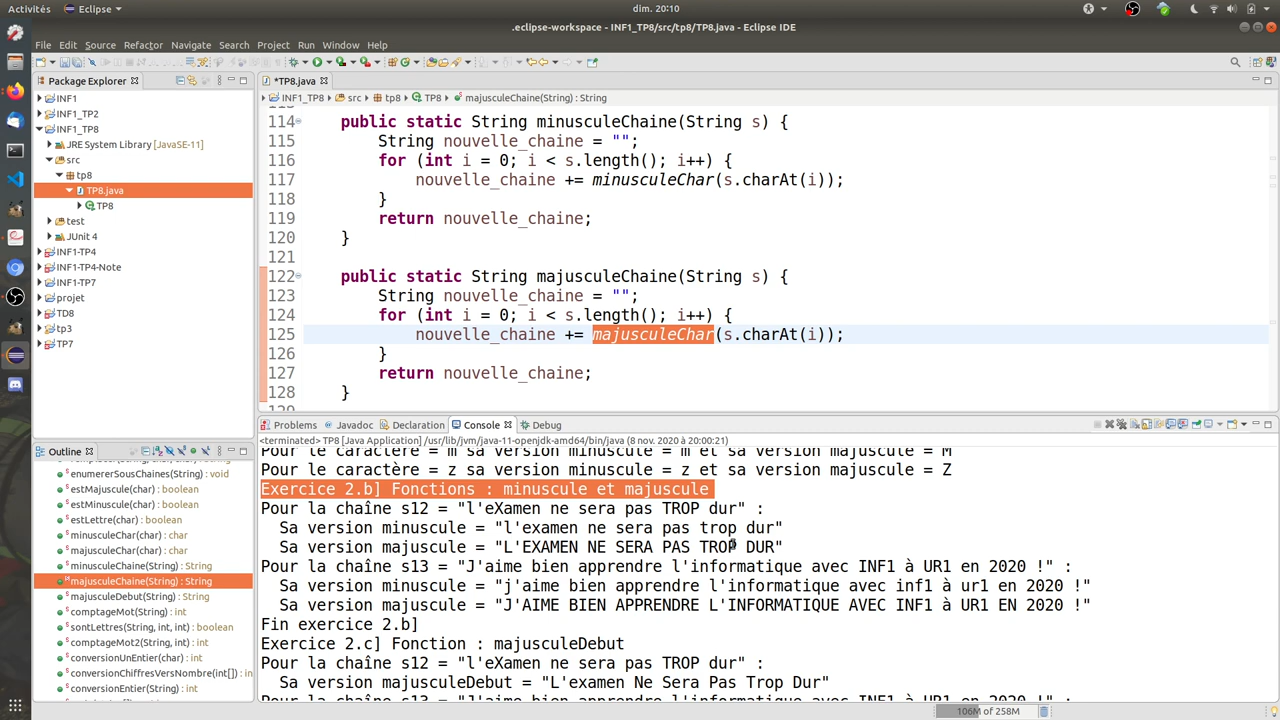 Activités Eclipse dim. 20:10
.eclipse-workspace - INF1_TP8/src/tp8/TP8.java - Eclipse IDE
File Edit Source Refactor Navigate Search Project Run Window Help
Package Explorer
INF1
INF1_TP2
INF1_TP8
JRE System Library [JavaSE-11]
src
tp8
TP8.java
TP8
test
JUnit 4
INF1-TP4
INF1-TP4-Note
INF1-TP7
projet
TD8
tp3
TP7
*TP8.java
INF1_TP8 src tp8 TP8 majusculeChaine(String) : String
114 public static String minusculeChaine(String s) {
115 String nouvelle_chaine = "";
116 for (int i = 0; i < s.length(); i++) {
117 nouvelle_chaine += minusculeChar(s.charAt(i));
118 }
119 return nouvelle_chaine;
120 }
121
122 public static String majusculeChaine(String s) {
123 String nouvelle_chaine = "";
124 for (int i = 0; i < s.length(); i++) {
125 nouvelle_chaine += majusculeChar(s.charAt(i));
126 }
127 return nouvelle_chaine;
128 }
Outline
enumererSousChaines(String) : void
estMajuscule(char) : boolean
estMinuscule(char) : boolean
estLettre(char) : boolean
minusculeChar(char) : char
majusculeChar(char) : char
minusculeChaine(String) : String
majusculeChaine(String) : String
majusculeDebut(String) : String
comptageMot(String) : int
sontLettres(String, int, int) : boolean
comptageMot2(String, int) : int
conversionUnEntier(char) : int
conversionChiffresVersNombre(int[]) : in
conversionEntier(String) : int
Problems Javadoc Declaration Console Debug
<terminated> TP8 [Java Application] /usr/lib/jvm/java-11-openjdk-amd64/bin/java (8 nov. 2020 à 20:00:21)
Pour le caractère = m sa version minuscule = m et sa version majuscule = M
Pour le caractère = z sa version minuscule = z et sa version majuscule = Z
Exercice 2.b] Fonctions : minuscule et majuscule
Pour la chaîne s12 = "l'eXamen ne sera pas TROP dur" :
Sa version minuscule = "l'examen ne sera pas trop dur"
Sa version majuscule = "L'EXAMEN NE SERA PAS TROP DUR"
Pour la chaîne s13 = "J'aime bien apprendre l'informatique avec INF1 à UR1 en 2020 !" :
Sa version minuscule = "j'aime bien apprendre l'informatique avec inf1 à ur1 en 2020 !"
Sa version majuscule = "J'AIME BIEN APPRENDRE L'INFORMATIQUE AVEC INF1 à UR1 EN 2020 !"
Fin exercice 2.b]
Exercice 2.c] Fonction : majusculeDebut
Pour la chaîne s12 = "l'eXamen ne sera pas TROP dur" :
Sa version majusculeDebut = "L'examen Ne Sera Pas Trop Dur"
Pour la chaîne s13 = "J'aime bien apprendre l'informatique avec INF1 à UR1 en 2020 !" :
106M of 258M